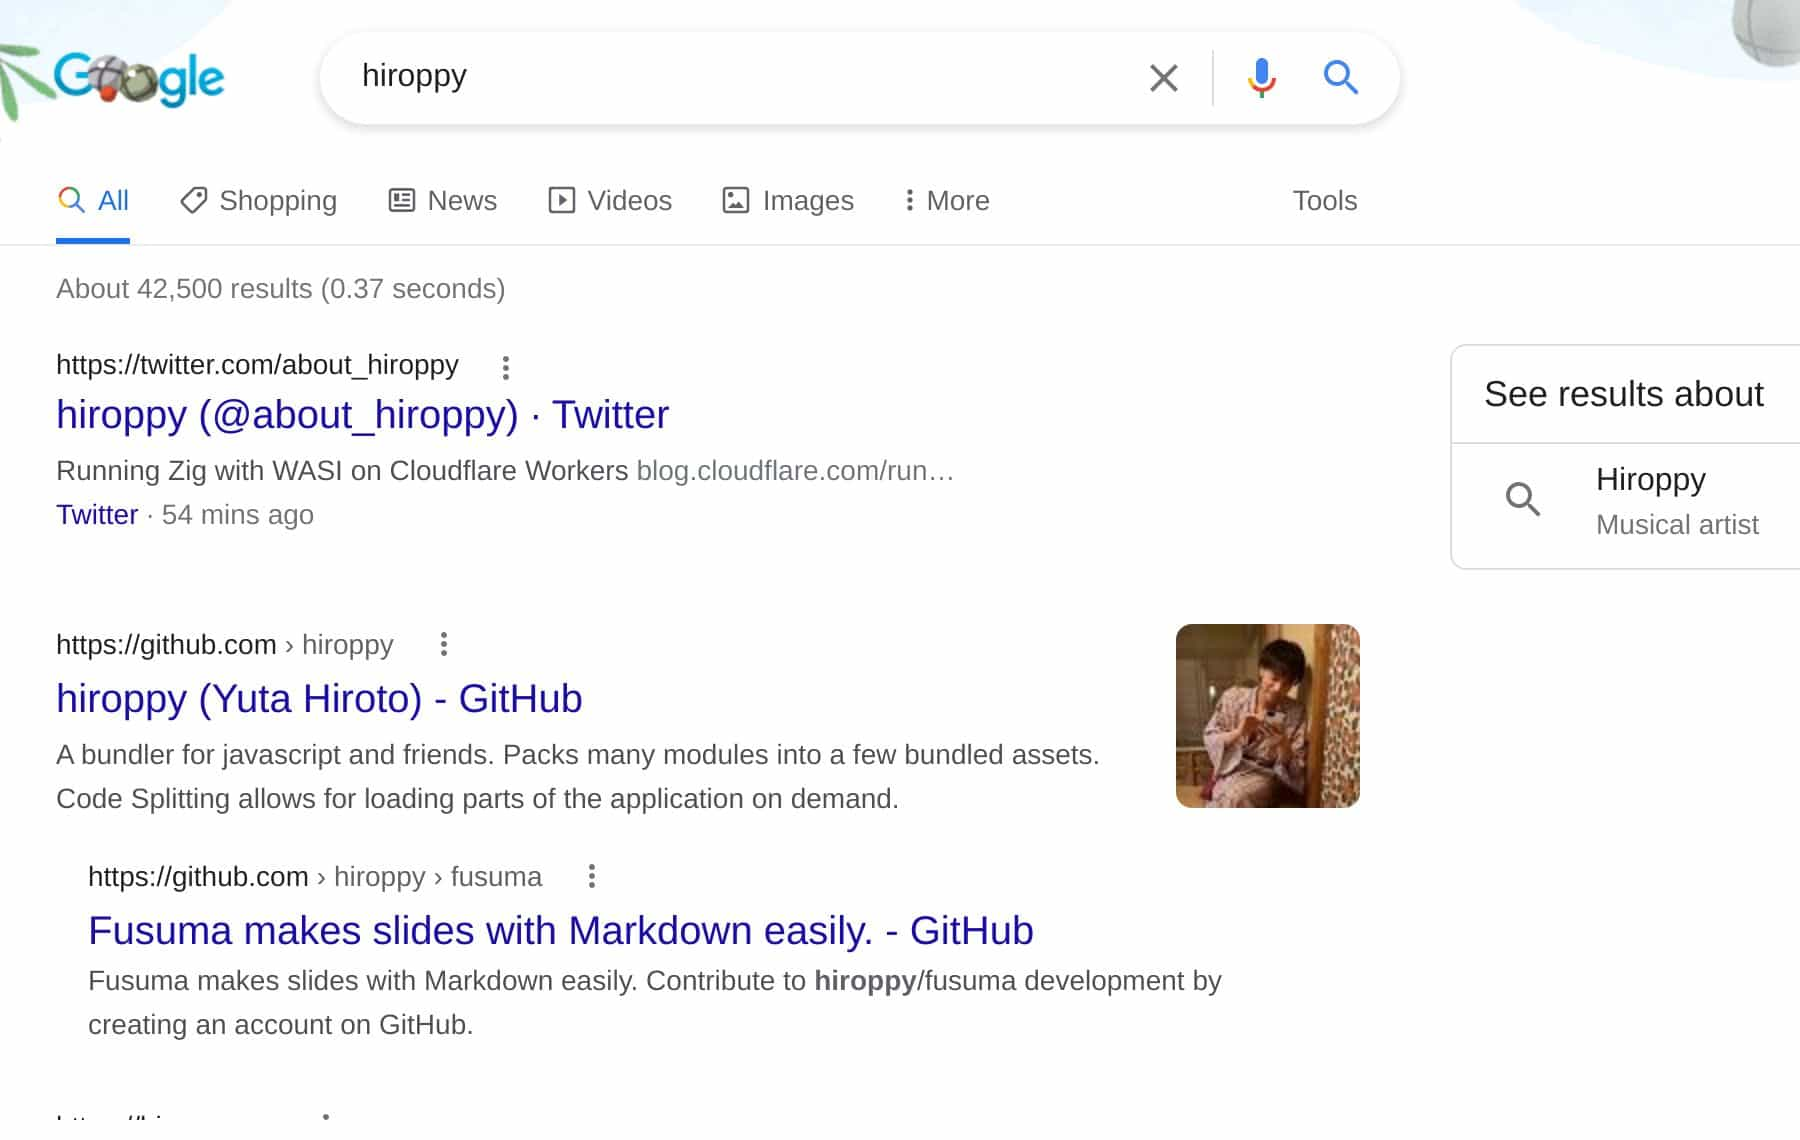 Google
hiroppy
All
Shopping
News
Videos
Images
More
Tools
About 42,500 results (0.37 seconds)
https://twitter.com/about_hiroppy
hiroppy (@about_hiroppy) · Twitter
Running Zig with WASI on Cloudflare Workers blog.cloudflare.com/run…
Twitter · 54 mins ago
See results about
Hiroppy
Musical artist
https://github.com › hiroppy
hiroppy (Yuta Hiroto) - GitHub
A bundler for javascript and friends. Packs many modules into a few bundled assets.
Code Splitting allows for loading parts of the application on demand.
https://github.com › hiroppy › fusuma
Fusuma makes slides with Markdown easily. - GitHub
Fusuma makes slides with Markdown easily. Contribute to hiroppy/fusuma development by
creating an account on GitHub.